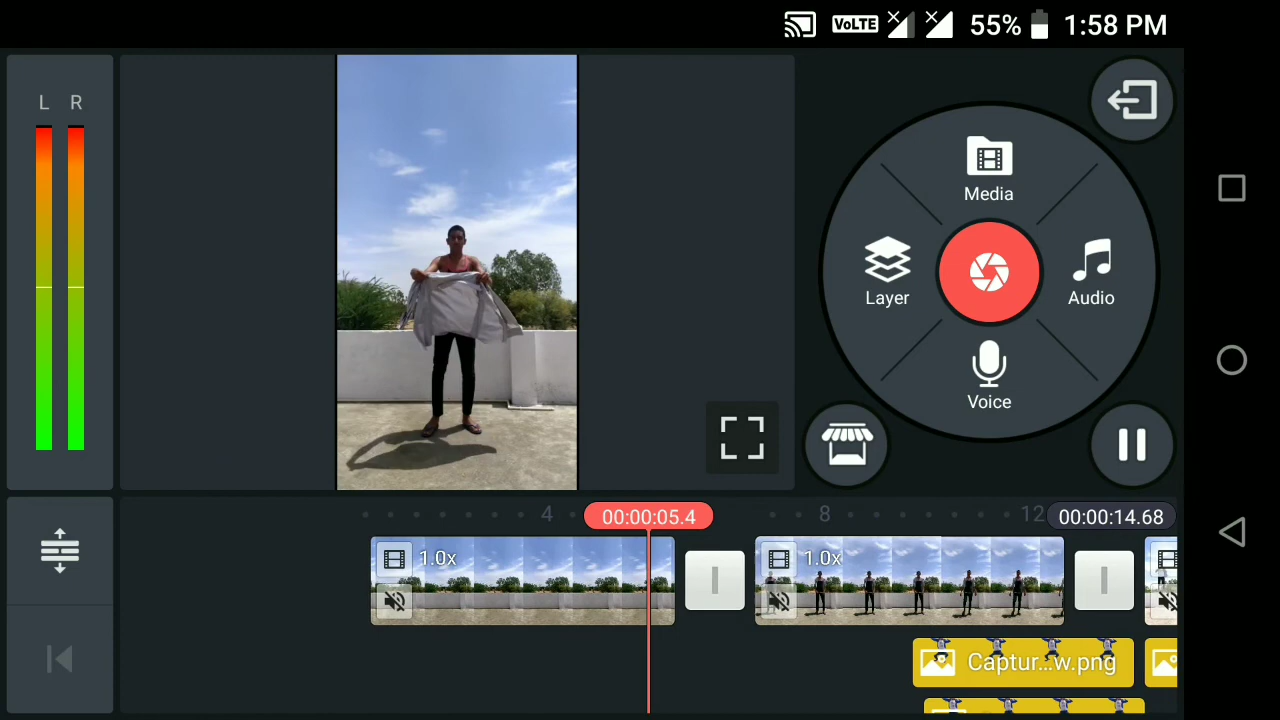 VoLTE 55% 1:58 PM
L R
Media
Layer
Audio
Voice
4 00:00:05.4 8 12 00:00:14.68
1.0x 1.0x
Captur...w.png